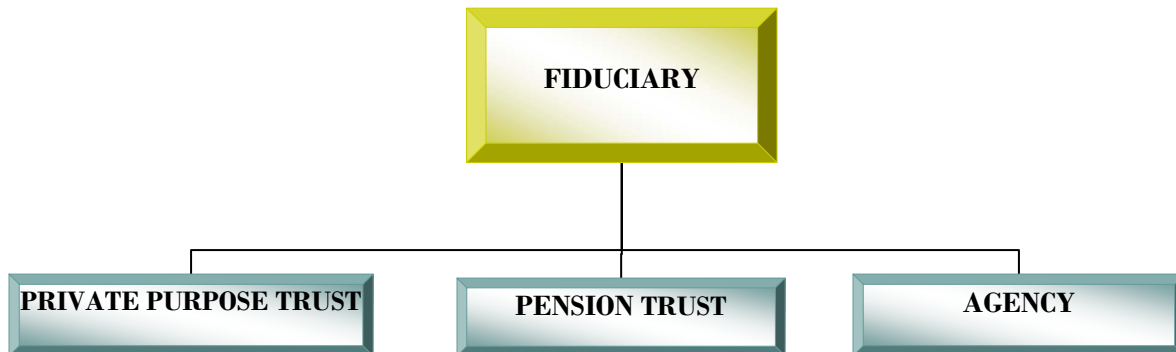 FIDUCIARY
PRIVATE PURPOSE TRUST
PENSION TRUST
AGENCY